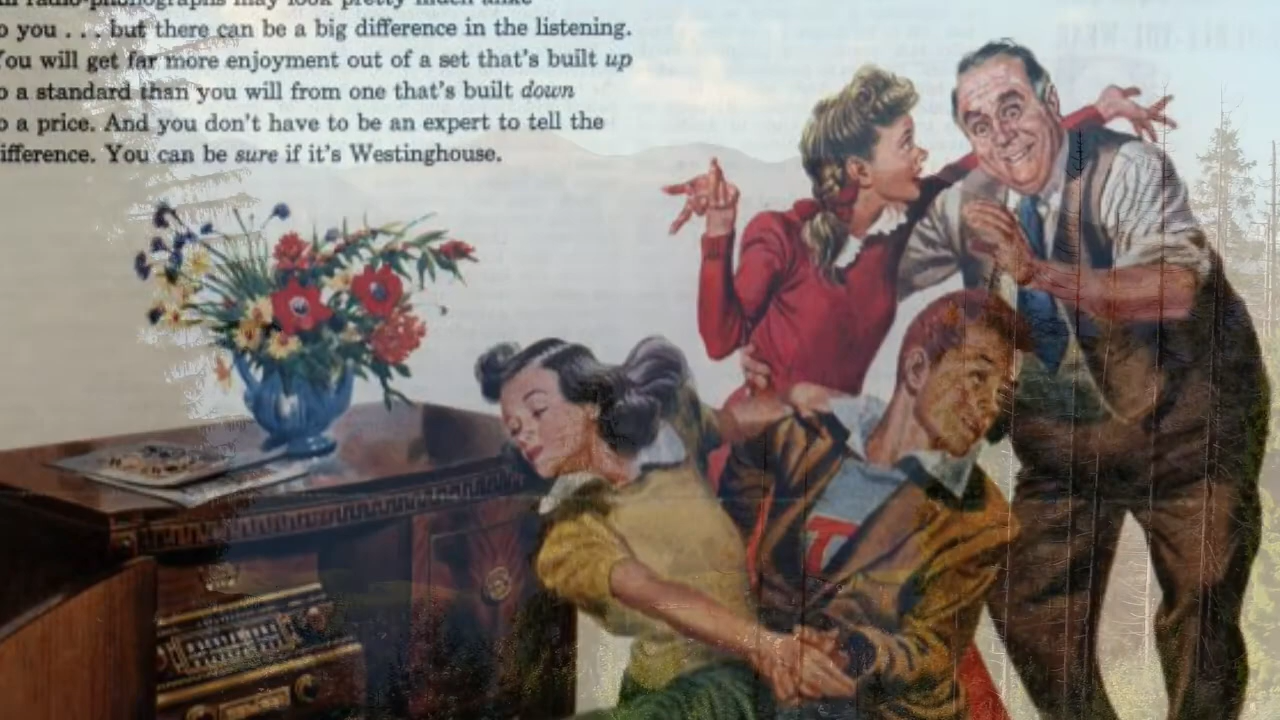 radio-phonographs may look pretty much alike
you . . . but there can be a big difference in the listening.
You will get far more enjoyment out of a set that's built up
a standard than you will from one that's built down
a price. And you don't have to be an expert to tell the
ifference. You can be sure if it's Westinghouse.